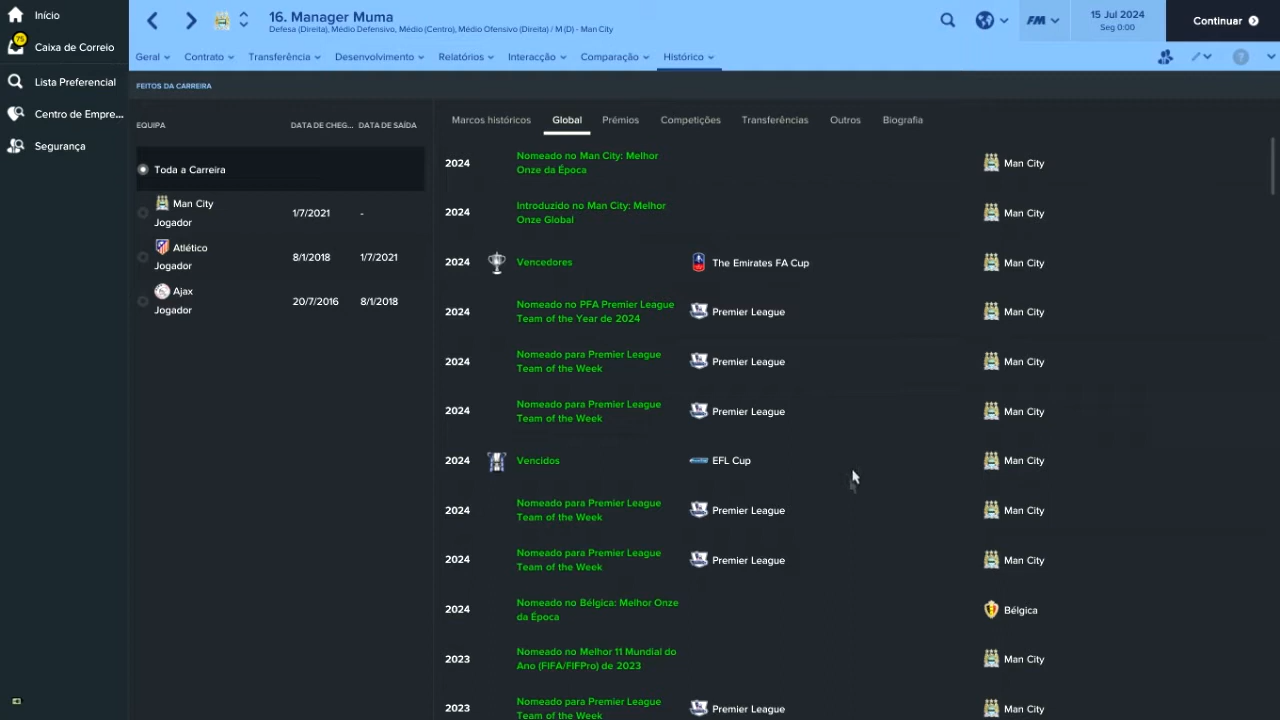 Início
16. Manager Muma
Defesa (Direita), Médio Defensivo, Médio (Centro), Médio Ofensivo (Direita) / M (D) - Man City
FM
15 Jul 2024
Seg 0:00
Continuar
75
Caixa de Correio
Geral
Contrato
Transferência
Desenvolvimento
Relatórios
Interacção
Comparação
Histórico
?
Lista Preferencial
Centro de Empre...
Segurança
FEITOS DA CARREIRA
EQUIPA
DATA DE CHEG...
DATA DE SAÍDA
Toda a Carreira
Man City
Jogador
1/7/2021
-
Atlético
Jogador
8/1/2018
1/7/2021
Ajax
Jogador
20/7/2016
8/1/2018
Marcos históricos
Global
Prémios
Competições
Transferências
Outros
Biografia
2024
Nomeado no Man City: Melhor
Onze da Época
Man City
2024
Introduzido no Man City: Melhor
Onze Global
Man City
2024
Vencedores
The Emirates FA Cup
Man City
2024
Nomeado no PFA Premier League
Team of the Year de 2024
Premier League
Man City
2024
Nomeado para Premier League
Team of the Week
Premier League
Man City
2024
Nomeado para Premier League
Team of the Week
Premier League
Man City
2024
Vencidos
EFL Cup
Man City
2024
Nomeado para Premier League
Team of the Week
Premier League
Man City
2024
Nomeado para Premier League
Team of the Week
Premier League
Man City
2024
Nomeado no Bélgica: Melhor Onze
da Época
Bélgica
2023
Nomeado no Melhor 11 Mundial do
Ano (FIFA/FIFPro) de 2023
Man City
2023
Nomeado para Premier League
Team of the Week
Premier League
Man City